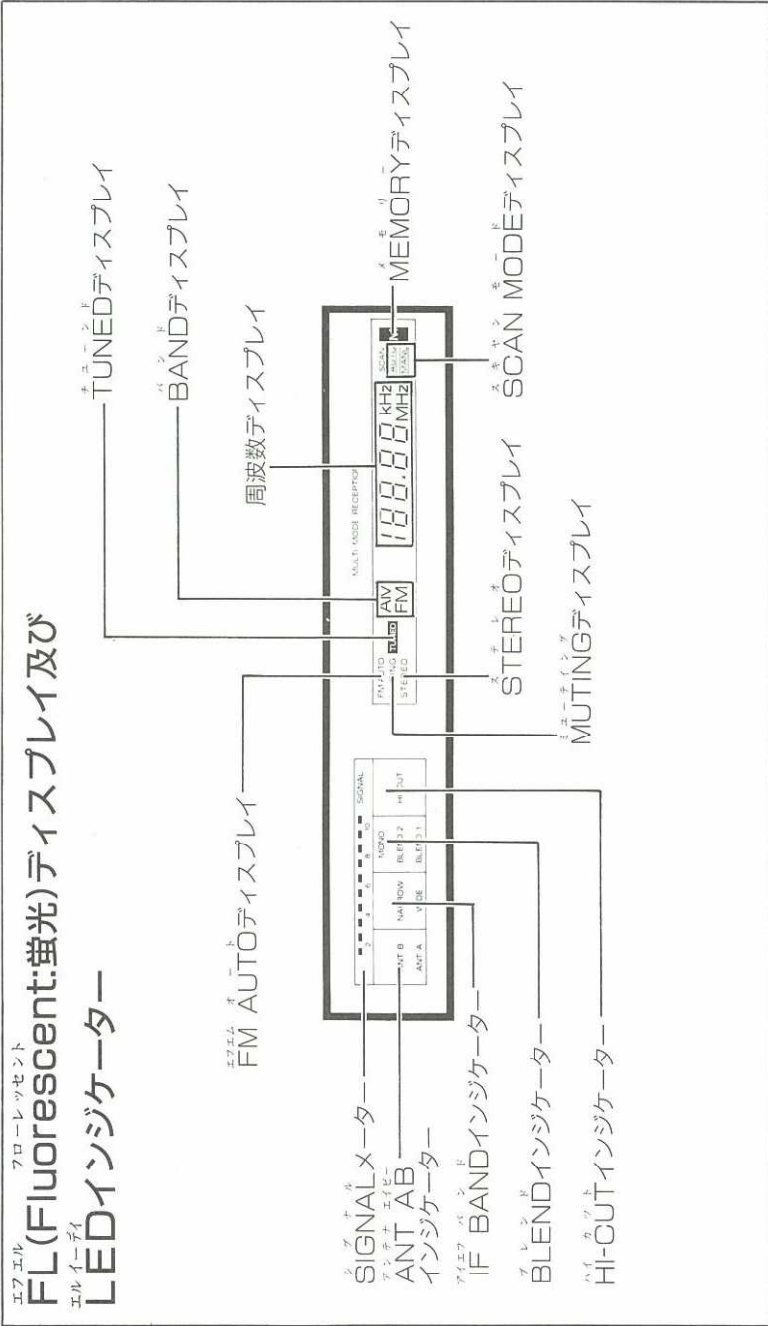 エフエル フローレッセント
FL(Fluorescent:蛍光)ディスプレイ及び
エルイーディ
LEDインジケーター
チューンド
TUNEDディスプレイ
バンド
BANDディスプレイ
周波数ディスプレイ
エフエム オート
FM AUTOディスプレイ
シグナル
SIGNALメーター
アンテナ エイビー
ANT AB
インジケーター
アイエフ バンド
IF BANDインジケーター
ブレンド
BLENDインジケーター
ハイ カット
HI-CUTインジケーター
2 4 6 8 10 SIGNAL
MONO
NARROW
ANT A
FM AUTO
STEREO
TUNED
AM
FM
MULTI MODE RECEPTION
188.88 kHz
MHz
SCAN
AUTO
MANL
メモリー
MEMORYディスプレイ
スキャン モード
SCAN MODEディスプレイ
ステレオ
STEREOディスプレイ
ミューティング
MUTINGディスプレイ